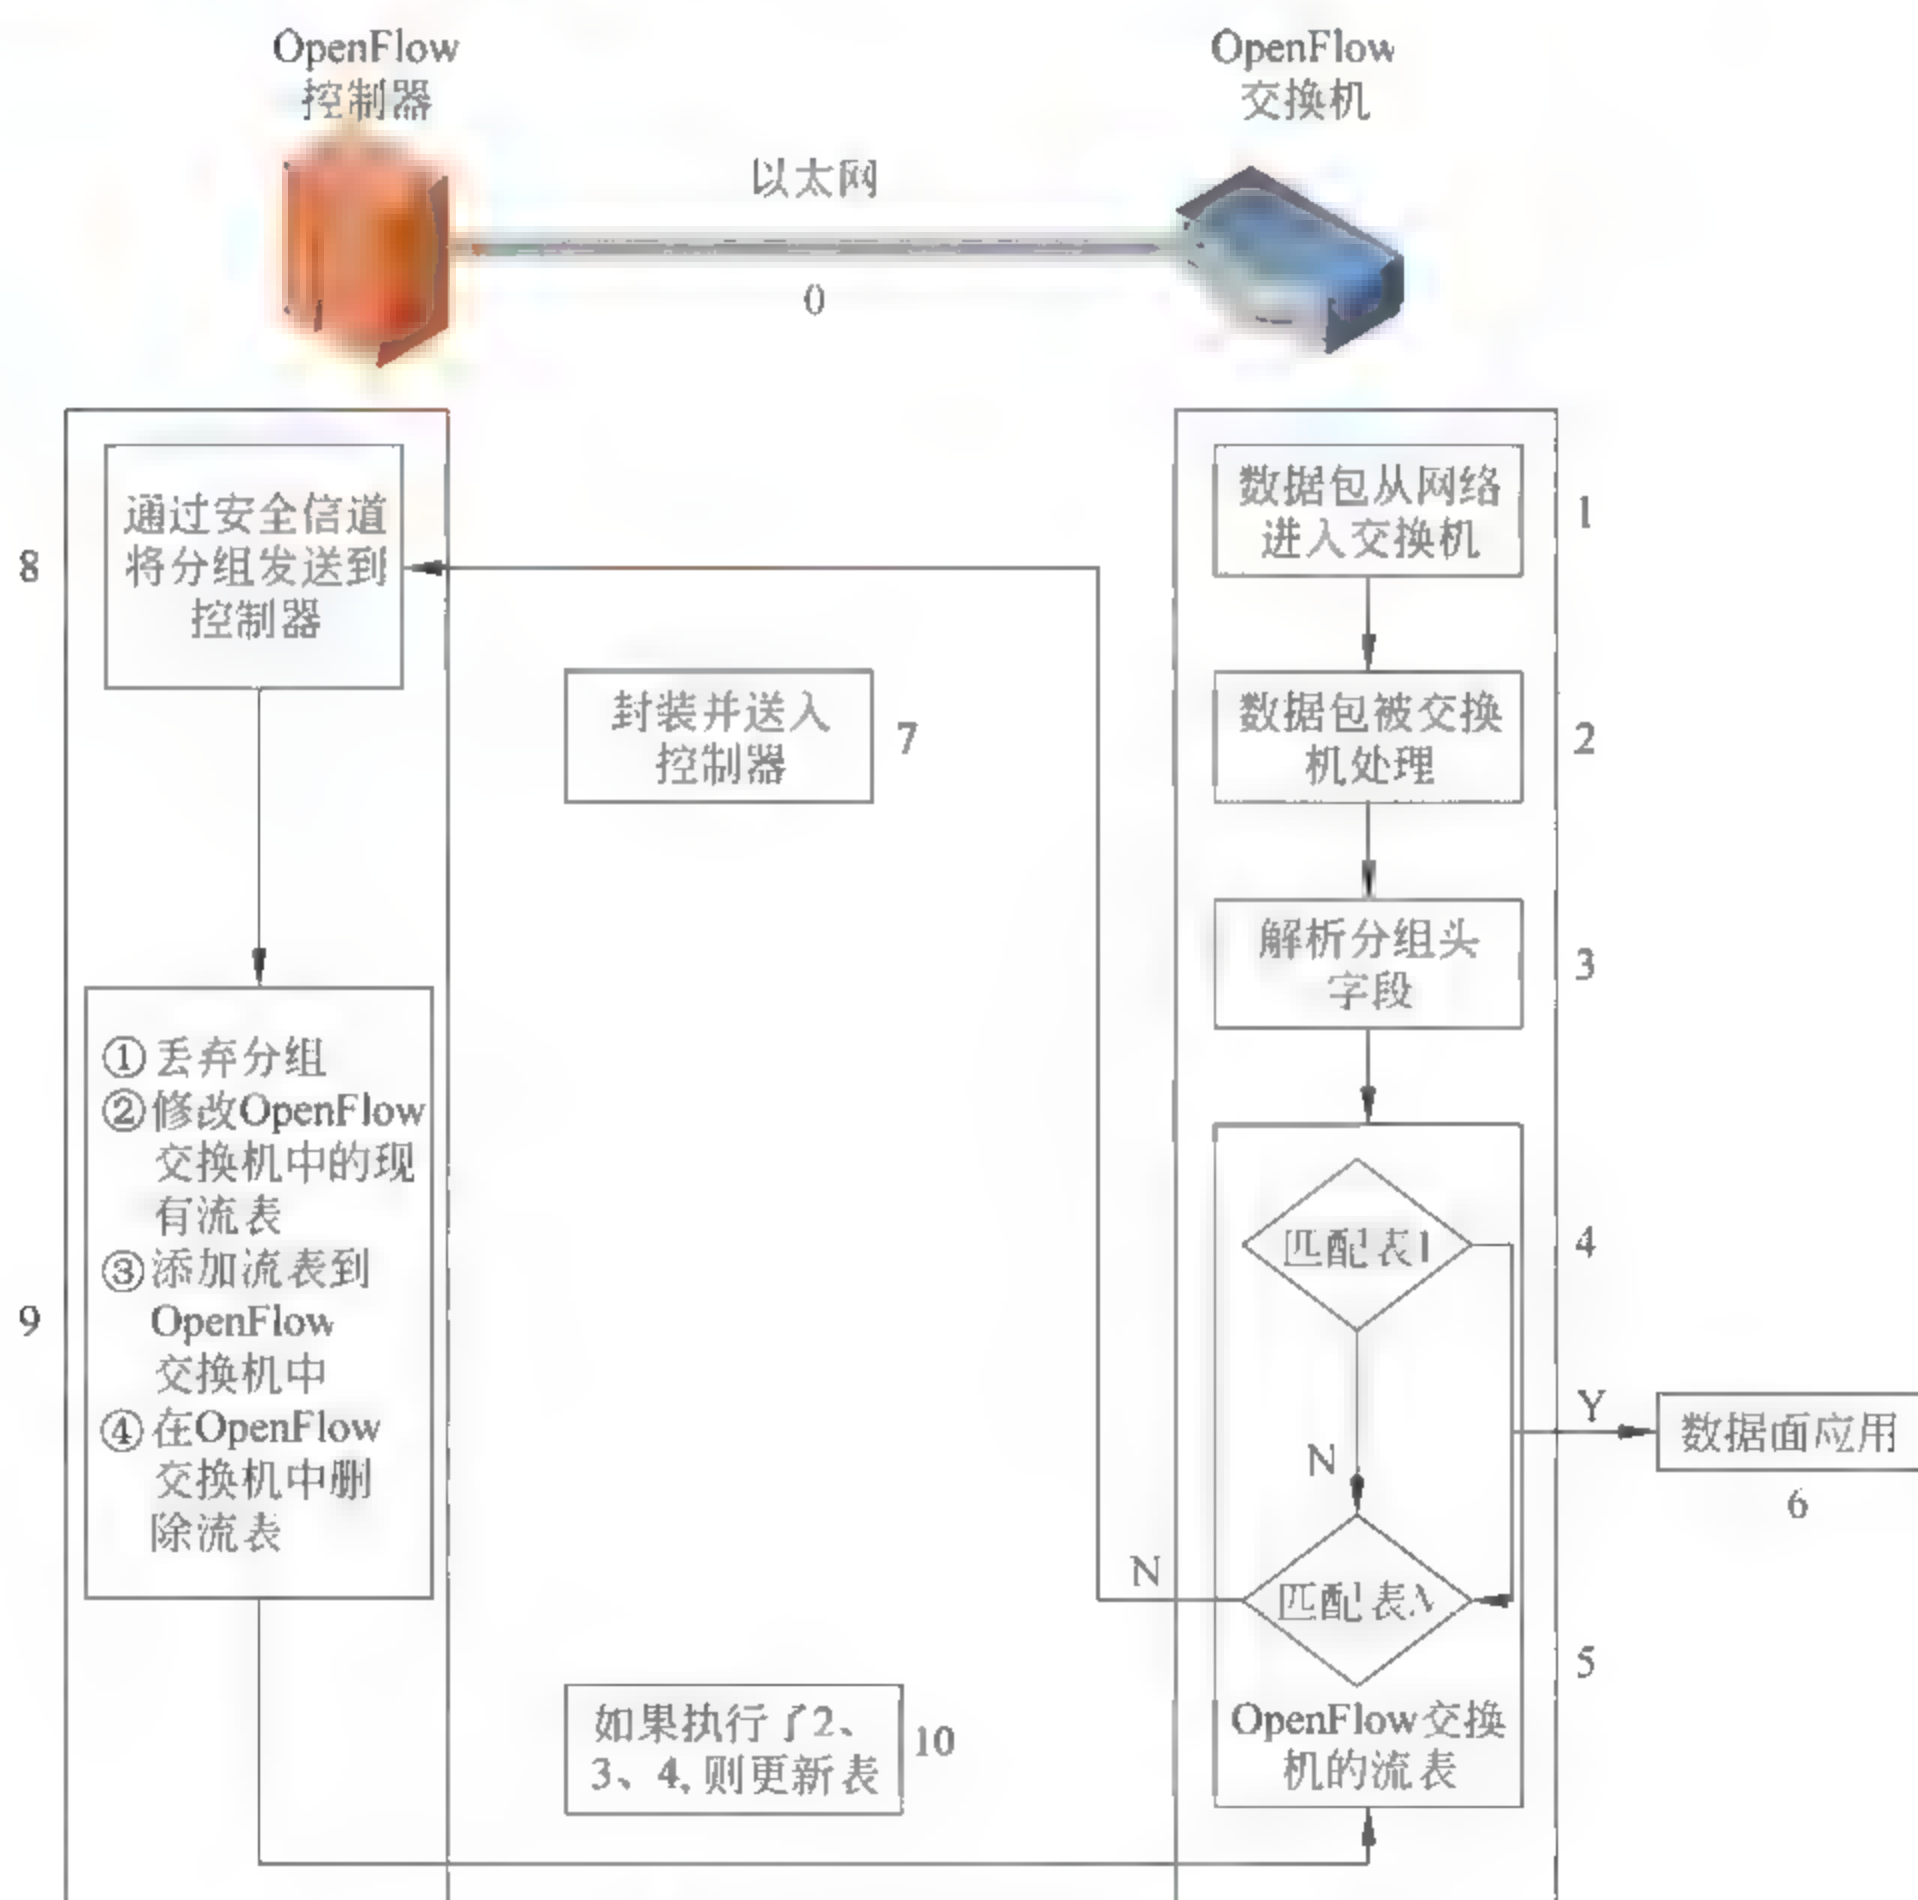 OpenFlow
控制器
OpenFlow
交换机
以太网
0
8
通过安全信道
将分组发送到
控制器
封装并送入
控制器
7
数据包从网络
进入交换机
1
数据包被交换
机处理
2
解析分组头
字段
3
①丢弃分组
②修改OpenFlow
交换机中的现
有流表
③添加流表到
OpenFlow
交换机中
④在OpenFlow
交换机中删
除流表
9
匹配表1
4
N
Y
数据面应用
6
N
匹配表N
5
OpenFlow交换
机的流表
如果执行了2、
3、4,则更新表
10